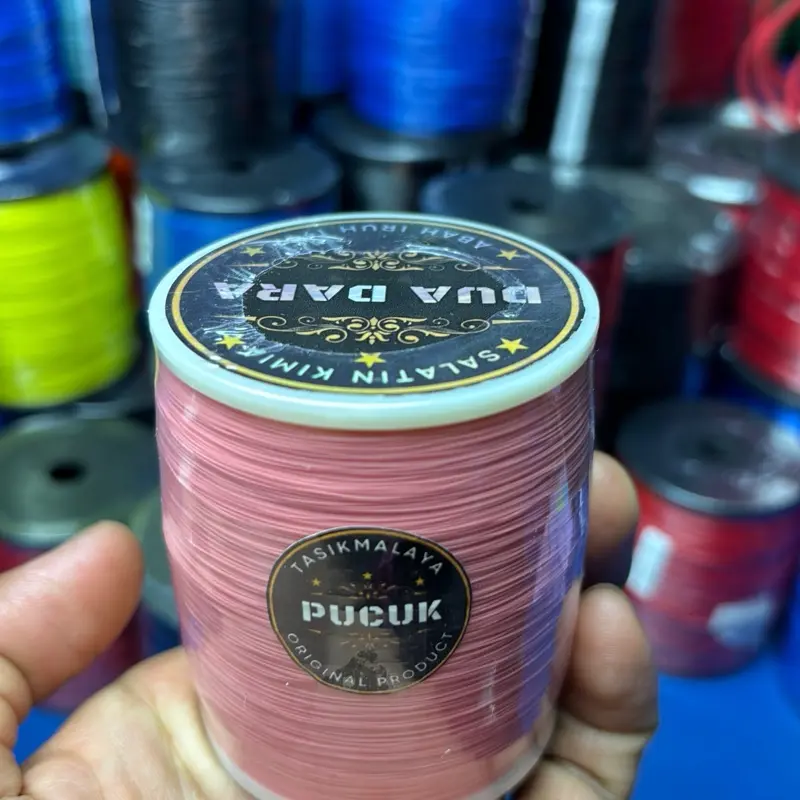 ABAH IRUH
DUA DARA
SALATIN KIMIA
TASIKMALAYA
PUCUK
ORIGINAL PRODUCT